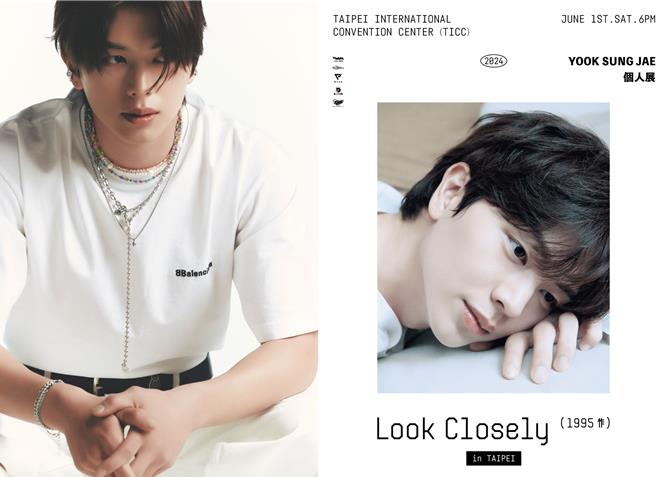 TAIPEI INTERNATIONAL
CONVENTION CENTER (TICC)
JUNE 1ST.SAT.6PM
2024
YOOK SUNG JAE
個人展
Look Closely (1995 作)
in TAIPEI